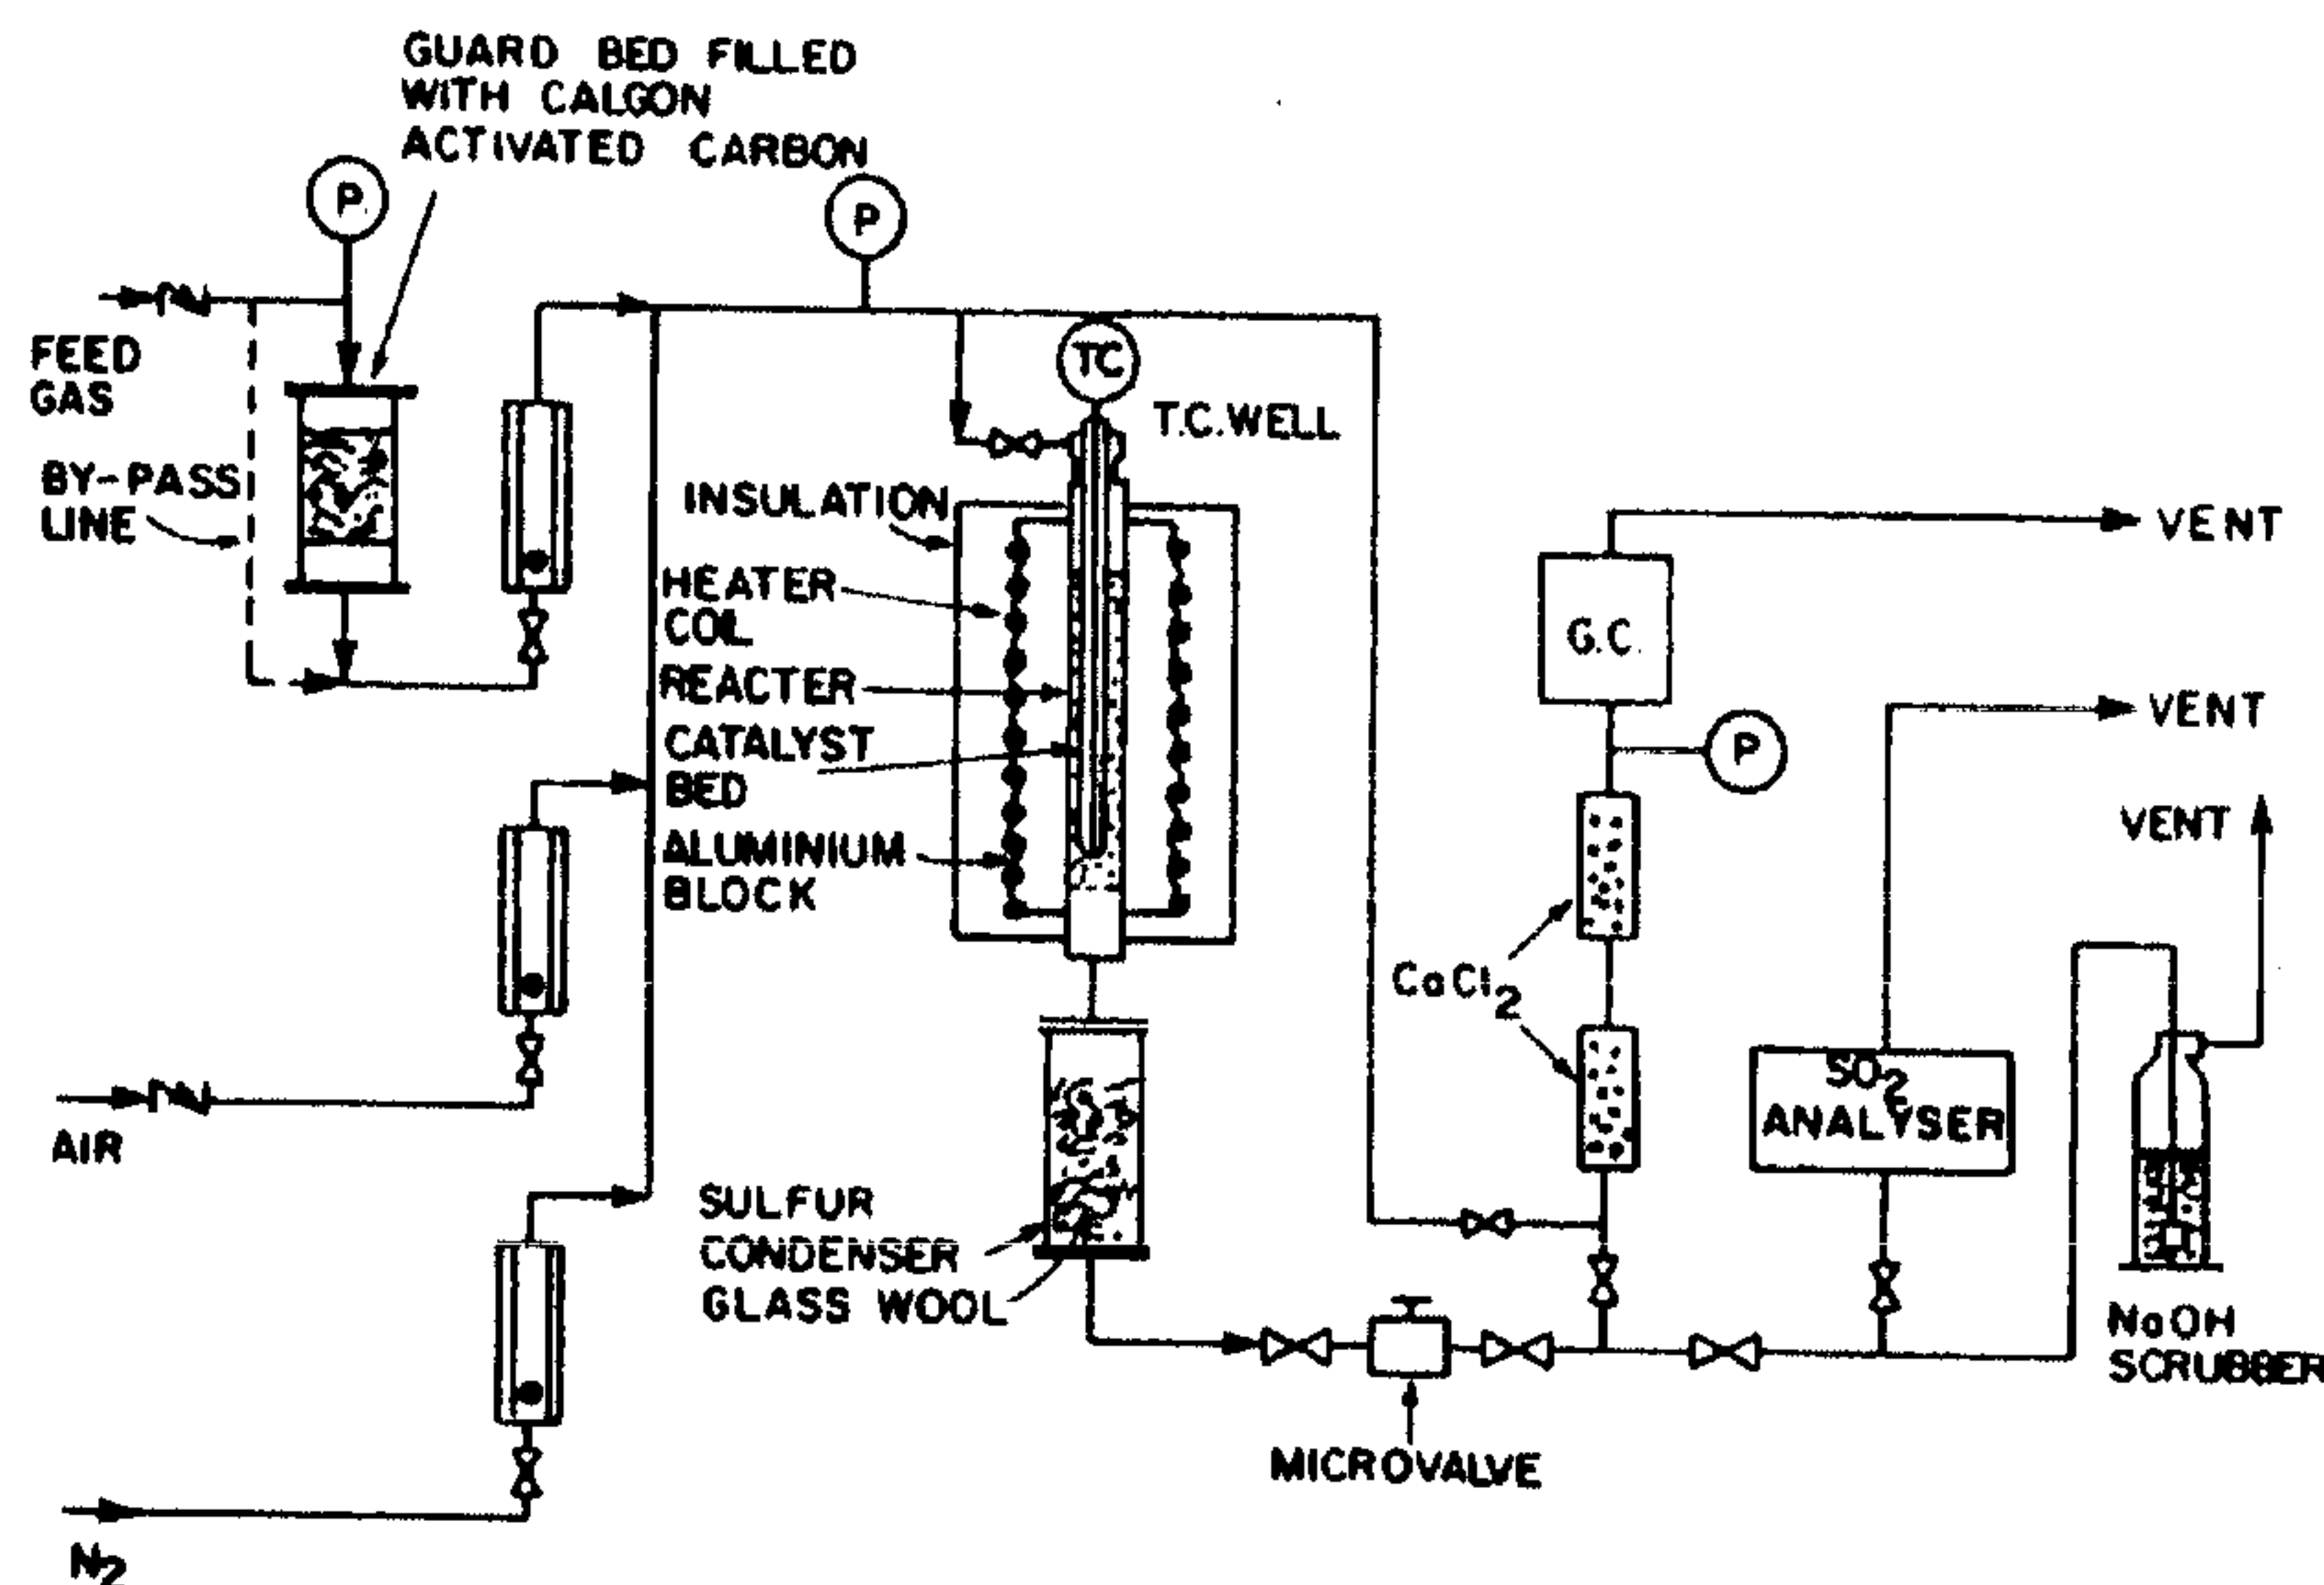 GUARD BED FILLED
WITH CALGON
ACTIVATED CARBON
P
P
FEED
GAS
TC
T.C.WELL
BY-PASS
LINE
INSULATION
HEATER
COIL
REACTER
CATALYST
BED
ALUMINIUM
BLOCK
VENT
G.C.
VENT
P
VENT
CaCl2
SO2
ANALYSER
AIR
SULFUR
CONDENSER
GLASS WOOL
NaOH
SCRUBBER
MICROVALVE
N2